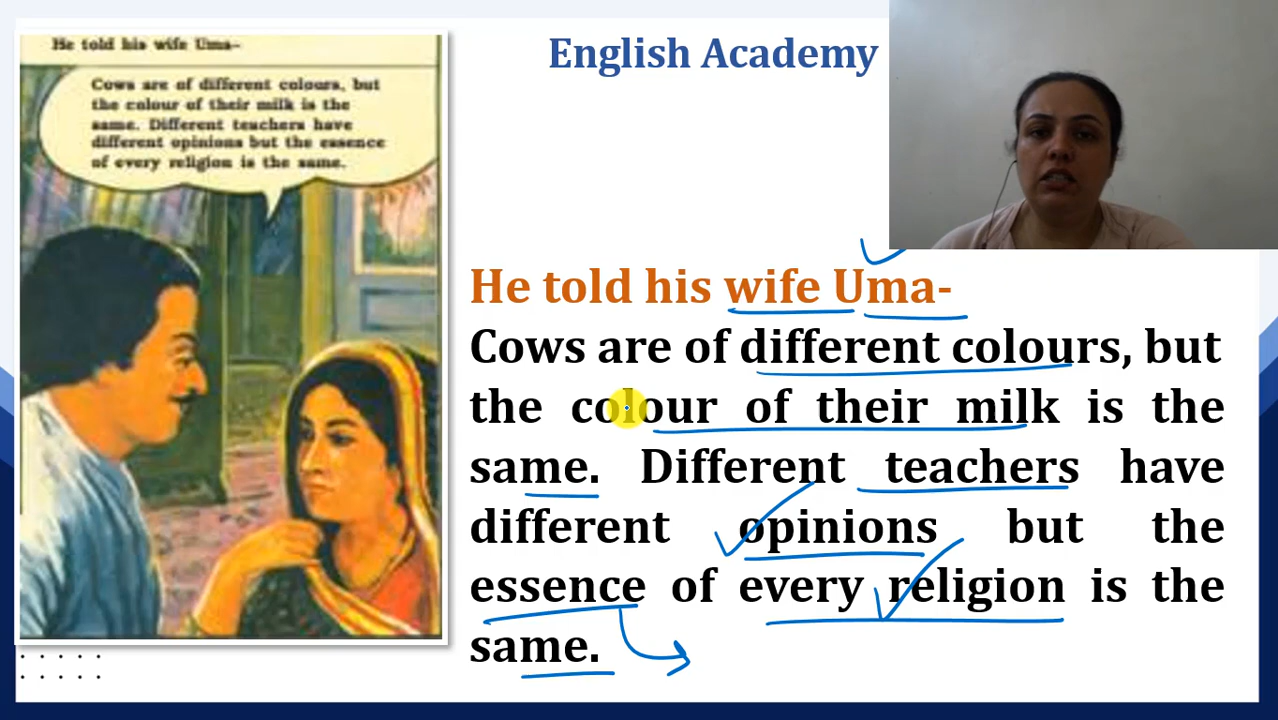 He told his wife Uma-
Cows are of different colours, but
the colour of their milk is the
same. Different teachers have
different opinions but the essence
of every religion is the same.
English Academy
He told his wife Uma-
Cows are of different colours, but
the colour of their milk is the
same. Different teachers have
different opinions but the
essence of every religion is the
same.